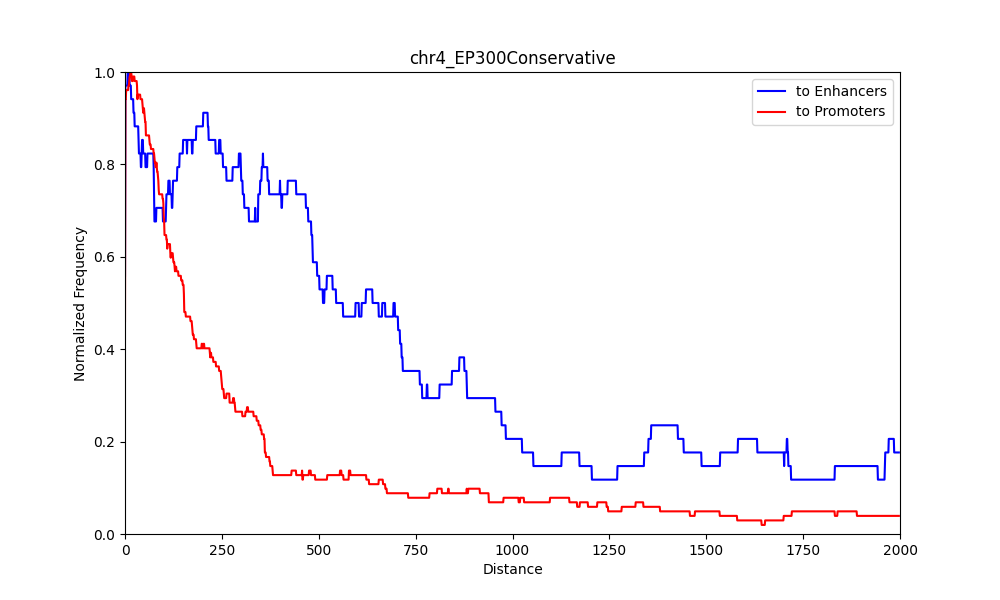 chr4_EP300Conservative
to Enhancers
to Promoters
Normalized Frequency
1.0
0.8
0.6
0.4
0.2
0.0
0 250 500 750 1000 1250 1500 1750 2000
Distance